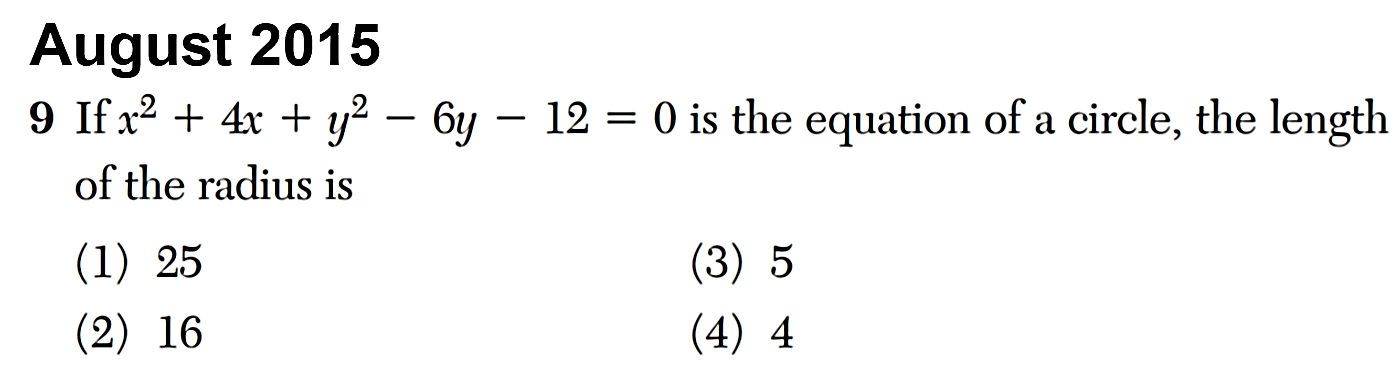 August 2015
9 If x² + 4x + y² − 6y − 12 = 0 is the equation of a circle, the length
of the radius is
(1) 25 (3) 5
(2) 16 (4) 4